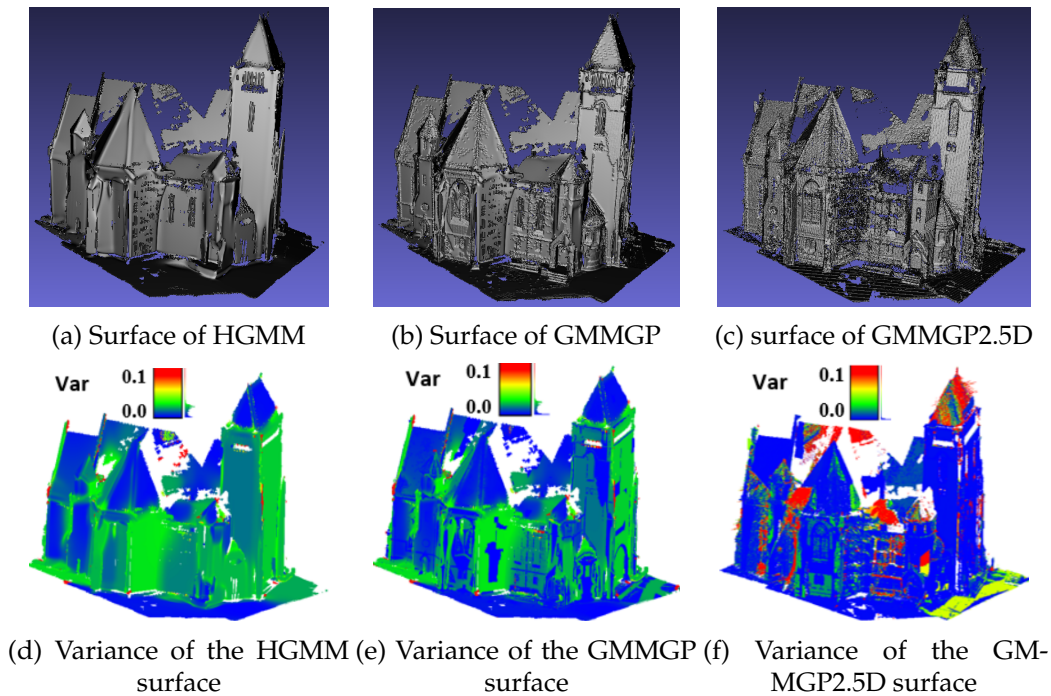 (a) Surface of HGMM
(b) Surface of GMMGP
(c) surface of GMMGP2.5D
Var
0.1
0.0
Var
0.1
0.0
Var
0.1
0.0
(d) Variance of the HGMM
surface
(e) Variance of the GMMGP
surface
(f) Variance of the GM-
MGP2.5D surface